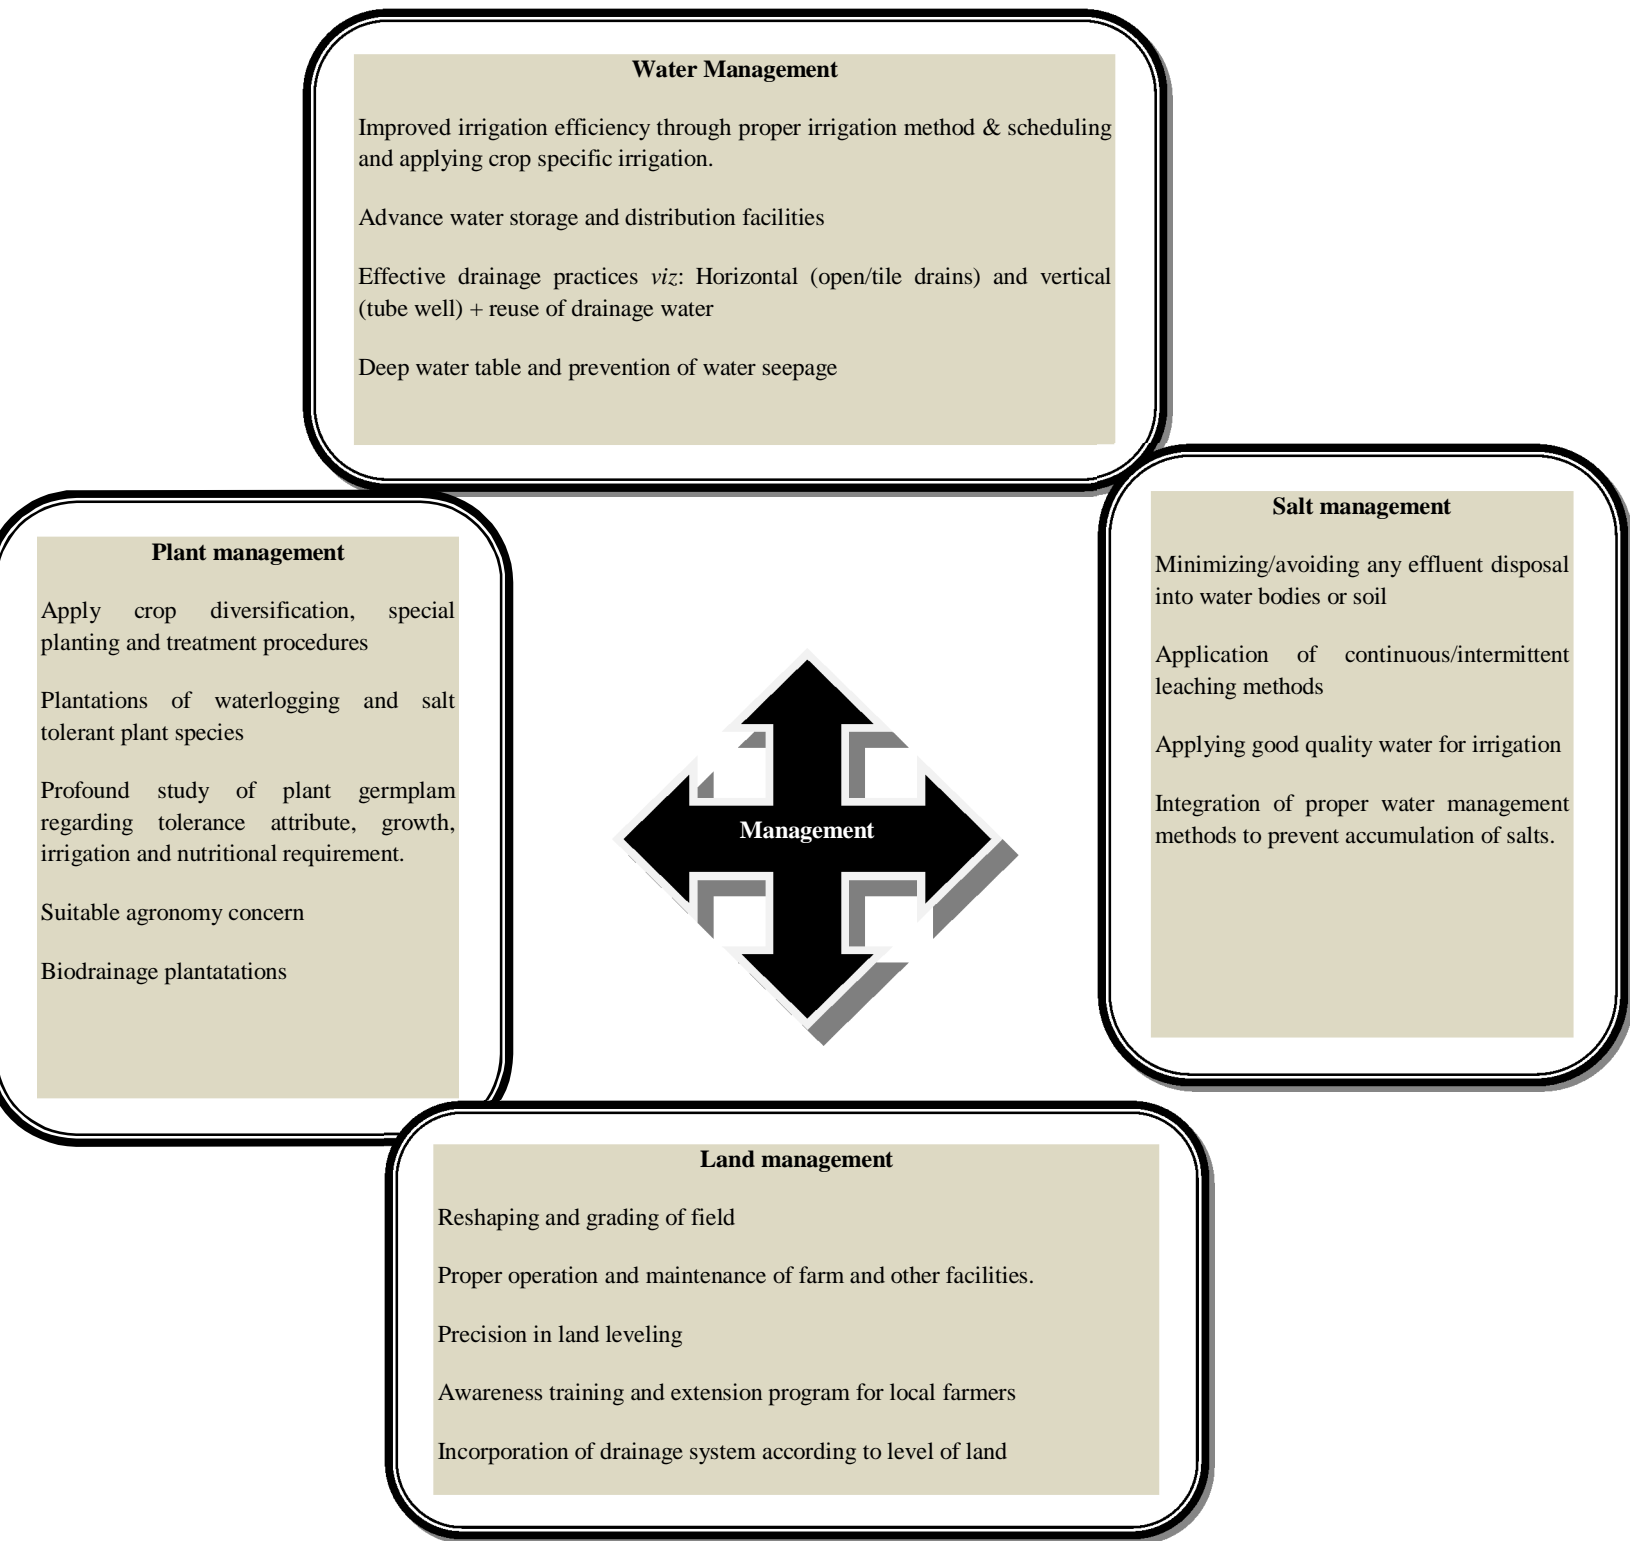 Water Management
Improved irrigation efficiency through proper irrigation method & scheduling
and applying crop specific irrigation.
Advance water storage and distribution facilities
Effective drainage practices viz: Horizontal (open/tile drains) and vertical
(tube well) + reuse of drainage water
Deep water table and prevention of water seepage
Plant management
Apply crop diversification, special
planting and treatment procedures
Plantations of waterlogging and salt
tolerant plant species
Profound study of plant germplam
regarding tolerance attribute, growth,
irrigation and nutritional requirement.
Suitable agronomy concern
Biodrainage plantatations
Management
Salt management
Minimizing/avoiding any effluent disposal
into water bodies or soil
Application of continuous/intermittent
leaching methods
Applying good quality water for irrigation
Integration of proper water management
methods to prevent accumulation of salts.
Land management
Reshaping and grading of field
Proper operation and maintenance of farm and other facilities.
Precision in land leveling
Awareness training and extension program for local farmers
Incorporation of drainage system according to level of land